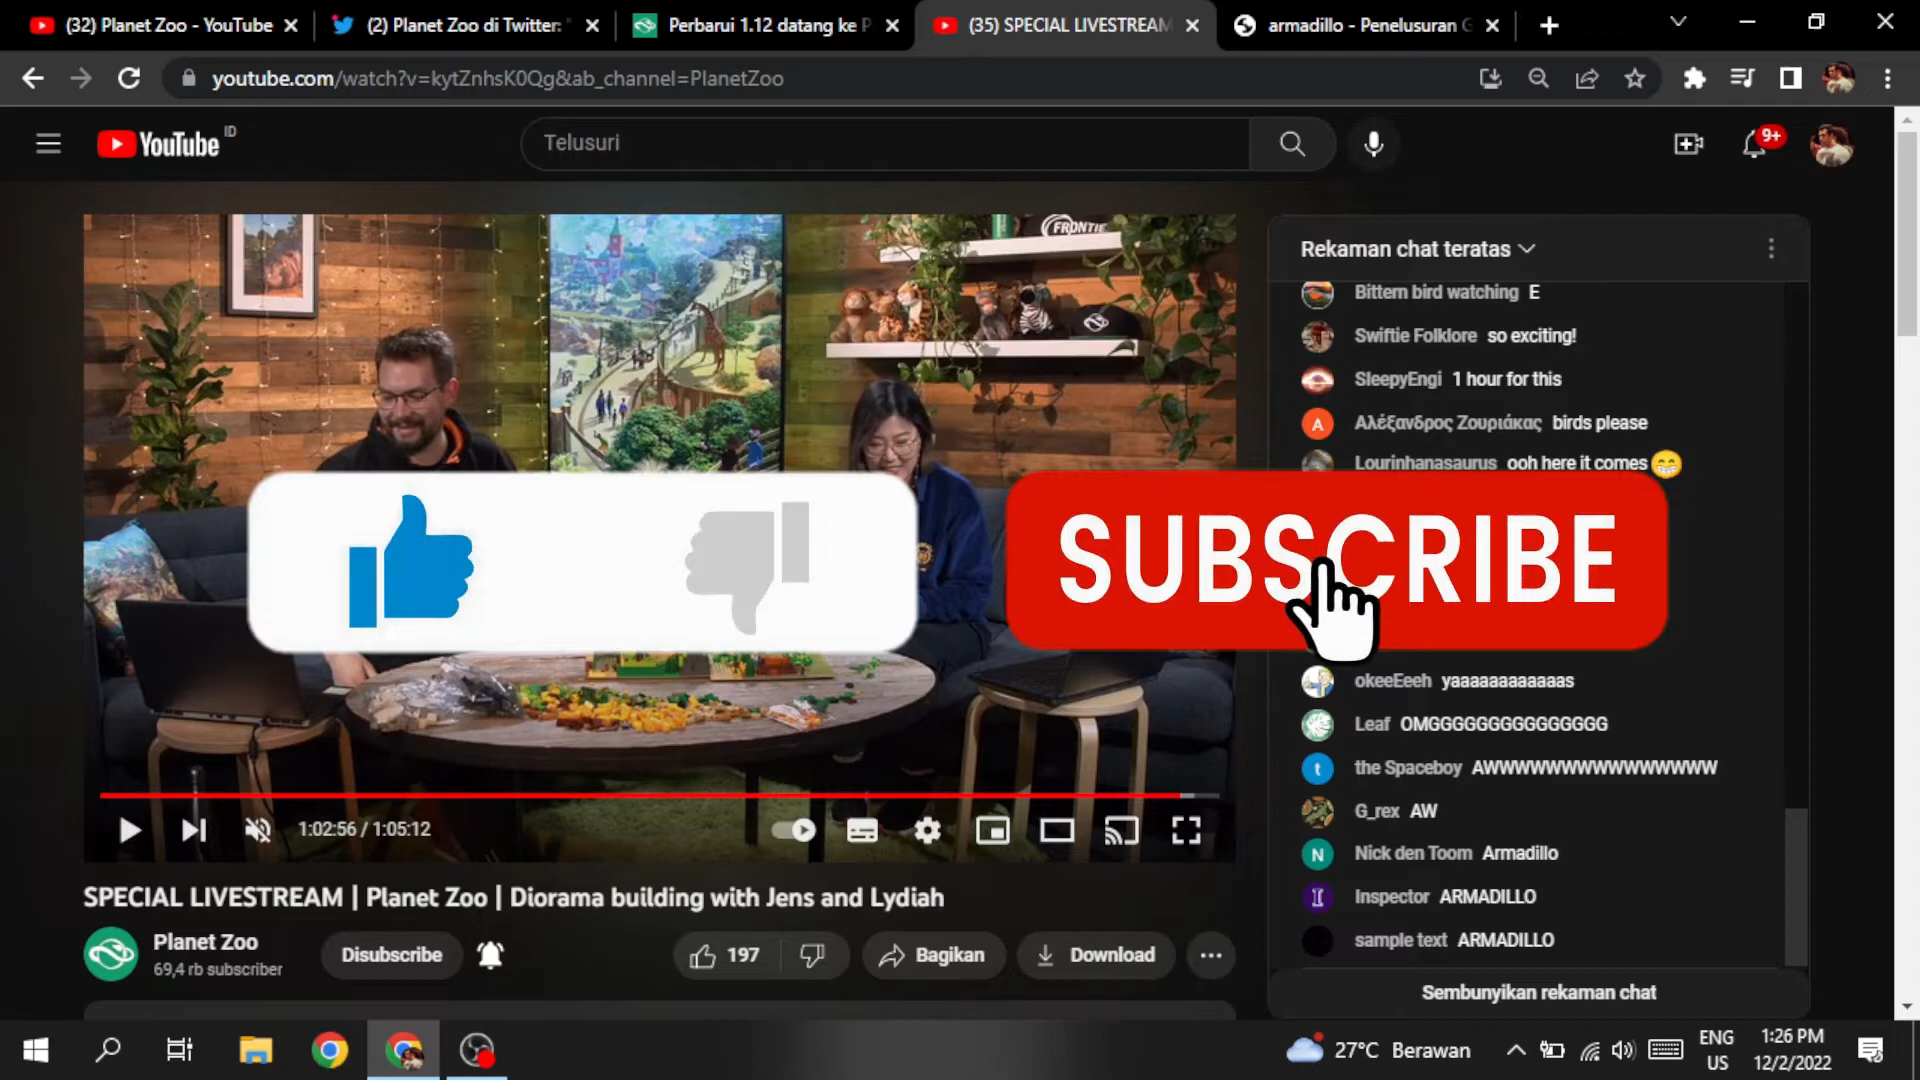 (32) Planet Zoo - YouTube
(2) Planet Zoo di Twitter: "
Perbarui 1.12 datang ke P
(35) SPECIAL LIVESTREAM
armadillo - Penelusuran G
youtube.com/watch?v=kytZnhsK0Qg&ab_channel=PlanetZoo
YouTube ID
Telusuri
9+
FRONTIE
Rekaman chat teratas
Bittern bird watching E
Swiftie Folklore so exciting!
SleepyEngi 1 hour for this
A Αλέξανδρος Ζουριάκας birds please
Lourinhanasaurus ooh here it comes
SUBSCRIBE
okeeEeeh yaaaaaaaaaaas
Leaf OMGGGGGGGGGGGGGGG
t the Spaceboy AWWWWWWWWWWWWWWW
G_rex AW
N Nick den Toom Armadillo
I Inspector ARMADILLO
sample text ARMADILLO
Sembunyikan rekaman chat
1:02:56 / 1:05:12
SPECIAL LIVESTREAM | Planet Zoo | Diorama building with Jens and Lydiah
Planet Zoo
69,4 rb subscriber
Disubscribe
197
Bagikan
Download
27°C Berawan
ENG
US
1:26 PM
12/2/2022